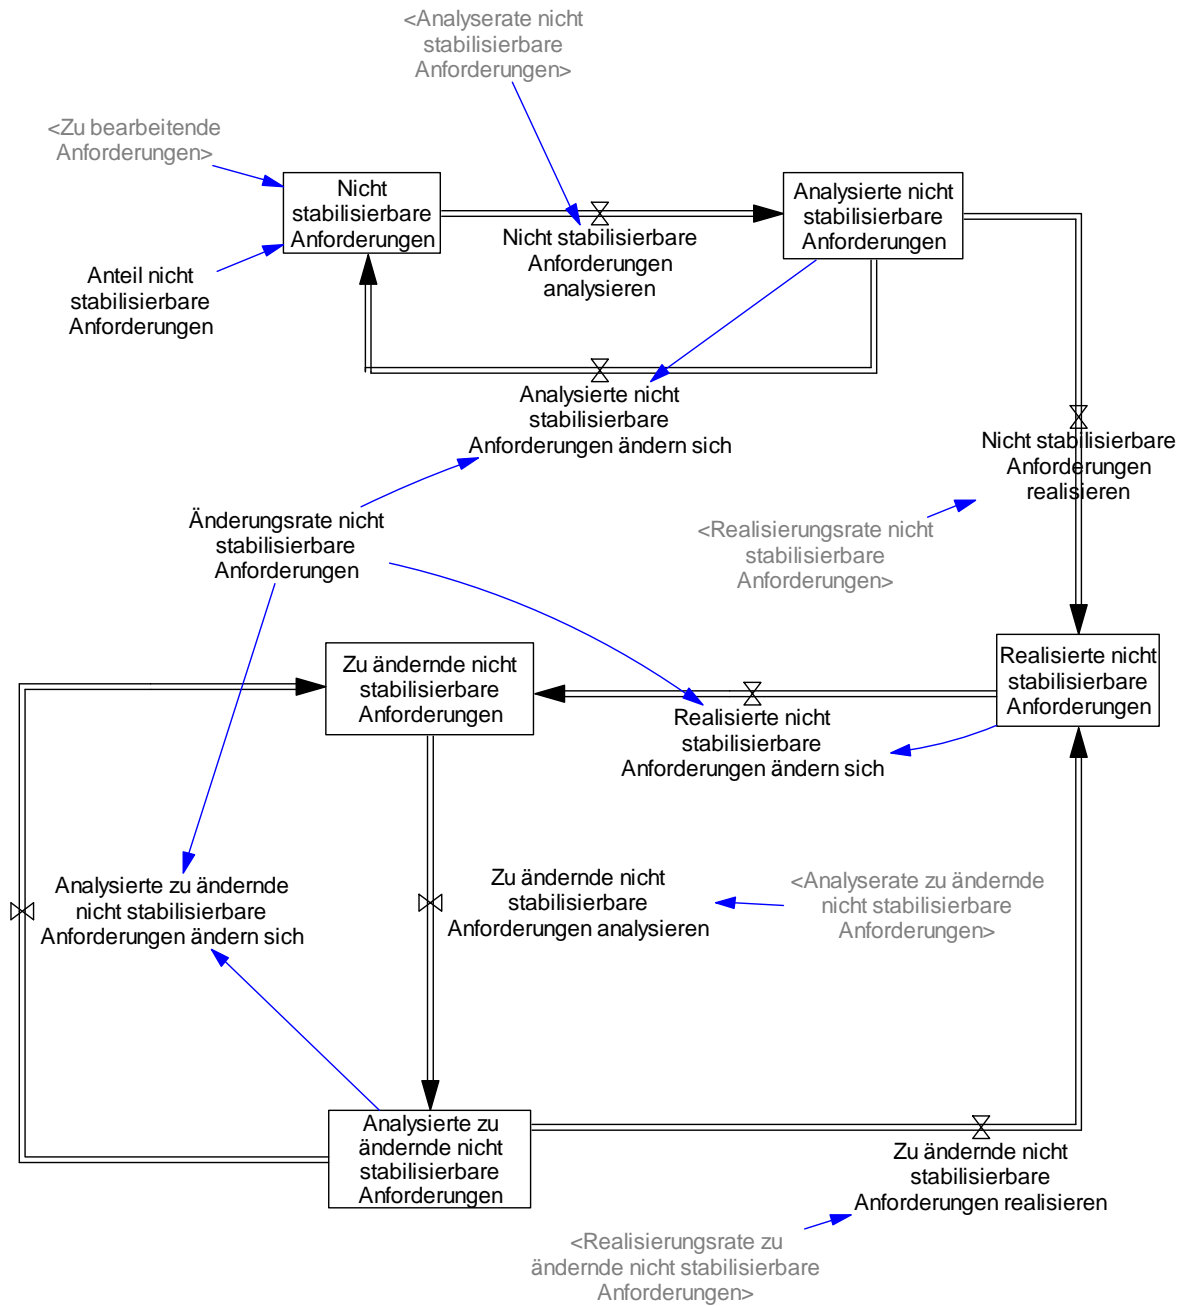 <Analyserate nicht
stabilisierbare
Anforderungen>
<Zu bearbeitende
Anforderungen>
Nicht
stabilisierbare
Anforderungen
Analysierte nicht
stabilisierbare
Anforderungen
Nicht stabilisierbare
Anforderungen
analysieren
Anteil nicht
stabilisierbare
Anforderungen
Analysierte nicht
stabilisierbare
Anforderungen ändern sich
Nicht stabilisierbare
Anforderungen
realisieren
Änderungsrate nicht
stabilisierbare
Anforderungen
<Realisierungsrate nicht
stabilisierbare
Anforderungen>
Zu ändernde nicht
stabilisierbare
Anforderungen
Realisierte nicht
stabilisierbare
Anforderungen
Realisierte nicht
stabilisierbare
Anforderungen ändern sich
Analysierte zu ändernde
nicht stabilisierbare
Anforderungen ändern sich
Zu ändernde nicht
stabilisierbare
Anforderungen analysieren
<Analyserate zu ändernde
nicht stabilisierbare
Anforderungen>
Analysierte zu
ändernde nicht
stabilisierbare
Anforderungen
Zu ändernde nicht
stabilisierbare
Anforderungen realisieren
<Realisierungsrate zu
ändernde nicht stabilisierbare
Anforderungen>